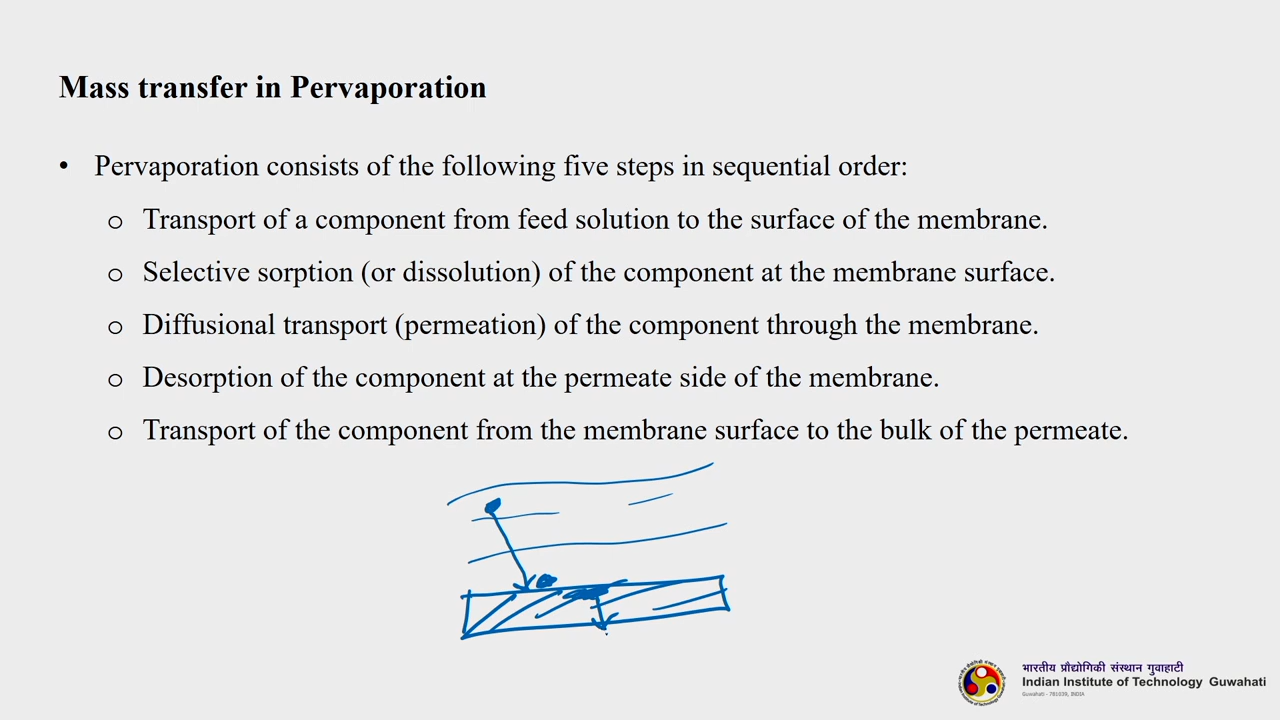 Mass transfer in Pervaporation
• Pervaporation consists of the following five steps in sequential order:
o Transport of a component from feed solution to the surface of the membrane.
o Selective sorption (or dissolution) of the component at the membrane surface.
o Diffusional transport (permeation) of the component through the membrane.
o Desorption of the component at the permeate side of the membrane.
o Transport of the component from the membrane surface to the bulk of the permeate.
भारतीय प्रौद्योगिकी संस्थान गुवाहाटी
Indian Institute of Technology Guwahati
Guwahati - 781039, INDIA